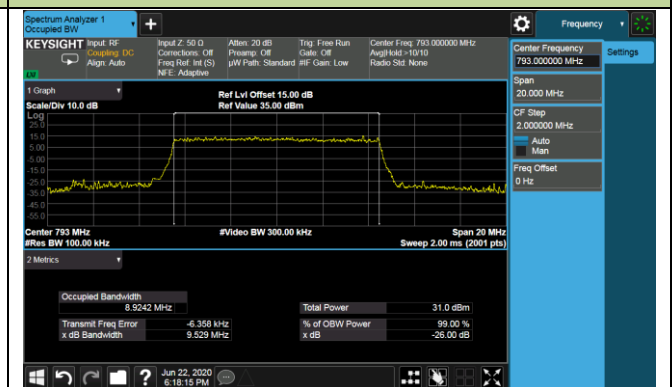 Spectrum Analyzer 1
Occupied BW
+
Frequency
KEYSIGHT Input: RF
Coupling: DC
Align: Auto
Input Z: 50 Ω
Corrections: Off
Freq Ref: Int (S)
NFE: Adaptive
Atten: 20 dB
Preamp: Off
µW Path: Standard
Trig: Free Run
Gate: Off
#IF Gain: Low
Center Freq: 793.000000 MHz
Avg|Hold:>10/10
Radio Std: None
Center Frequency
793.000000 MHz
Settings
Span
20.000 MHz
CF Step
2.000000 MHz
Auto
Man
Freq Offset
0 Hz
1 Graph
Scale/Div 10.0 dB
Ref Lvl Offset 15.00 dB
Ref Value 35.00 dBm
Log
25.0
15.0
5.00
-5.00
-15.0
-25.0
-35.0
-45.0
-55.0
Center 793 MHz
#Res BW 100.00 kHz
#Video BW 300.00 kHz
Span 20 MHz
Sweep 2.00 ms (2001 pts)
2 Metrics
Occupied Bandwidth
8.9242 MHz
Total Power 31.0 dBm
Transmit Freq Error -6.358 kHz
% of OBW Power 99.00 %
x dB Bandwidth 9.529 MHz
x dB -26.00 dB
?
Jun 22, 2020
6:18:15 PM